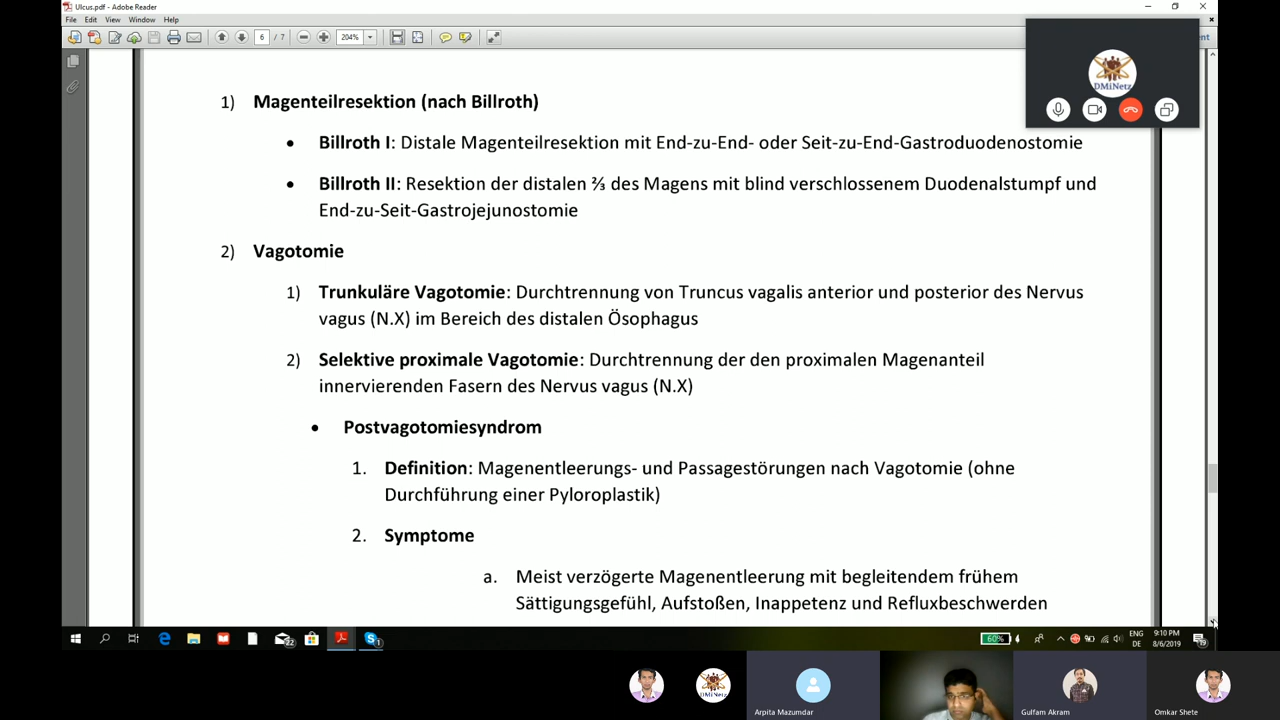 Ulcus.pdf - Adobe Reader
File Edit View Window Help
6 / 7
204%
1) Magenteilresektion (nach Billroth)
• Billroth I: Distale Magenteilresektion mit End-zu-End- oder Seit-zu-End-Gastroduodenostomie
• Billroth II: Resektion der distalen ⅔ des Magens mit blind verschlossenem Duodenalstumpf und
End-zu-Seit-Gastrojejunostomie
2) Vagotomie
1) Trunkuläre Vagotomie: Durchtrennung von Truncus vagalis anterior und posterior des Nervus
vagus (N.X) im Bereich des distalen Ösophagus
2) Selektive proximale Vagotomie: Durchtrennung der den proximalen Magenanteil
innervierenden Fasern des Nervus vagus (N.X)
• Postvagotomiesyndrom
1. Definition: Magenentleerungs- und Passagestörungen nach Vagotomie (ohne
Durchführung einer Pyloroplastik)
2. Symptome
a. Meist verzögerte Magenentleerung mit begleitendem frühem
Sättigungsgefühl, Aufstoßen, Inappetenz und Refluxbeschwerden
DMiNetz
22
1
60%
ENG
DE
9:10 PM
8/6/2019
DMiNetz
Arpita Mazumdar
Gulfam Akram
Omkar Shete